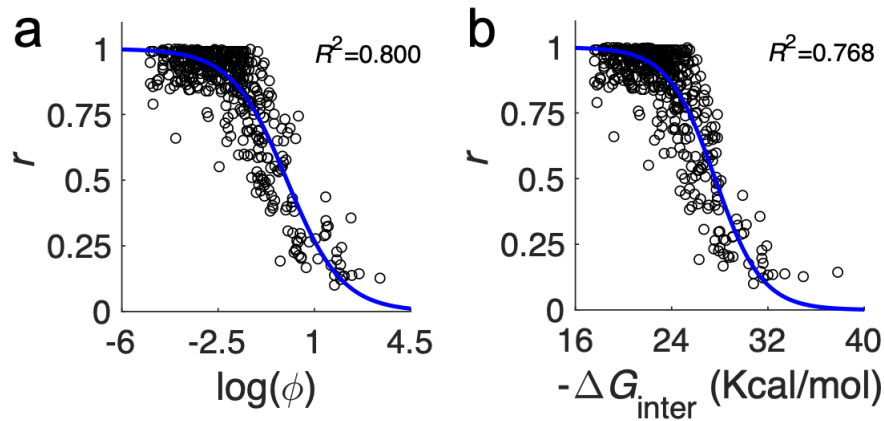 a
R²=0.800
1
0.75
0.5
0.25
0
r
-6 -2.5 1 4.5
log(ϕ)
b
R²=0.768
1
0.75
0.5
0.25
0
r
16 24 32 40
-ΔG_inter (Kcal/mol)